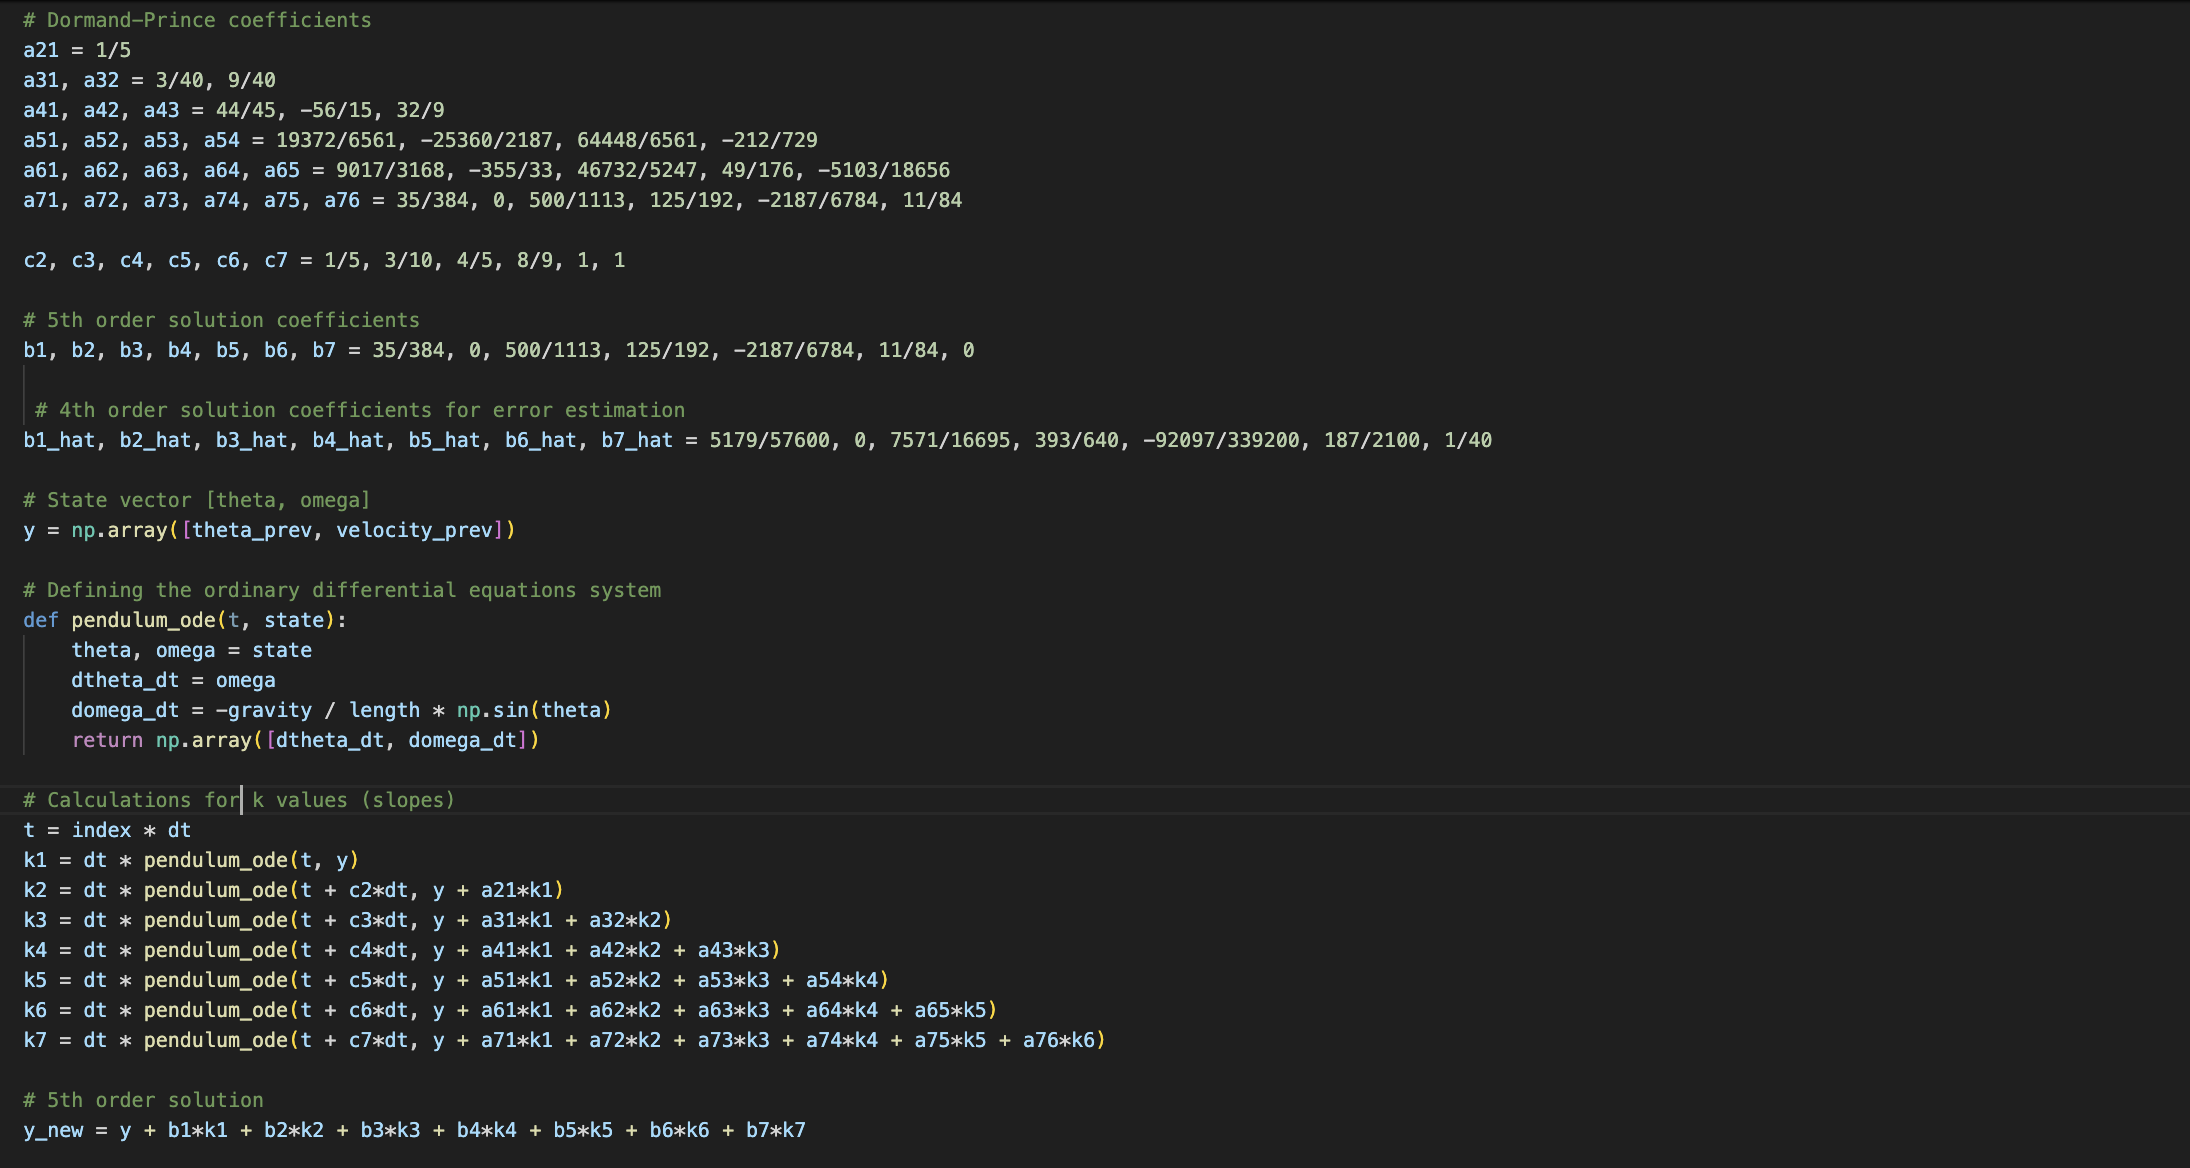 # Dormand-Prince coefficients
a21 = 1/5
a31, a32 = 3/40, 9/40
a41, a42, a43 = 44/45, -56/15, 32/9
a51, a52, a53, a54 = 19372/6561, -25360/2187, 64448/6561, -212/729
a61, a62, a63, a64, a65 = 9017/3168, -355/33, 46732/5247, 49/176, -5103/18656
a71, a72, a73, a74, a75, a76 = 35/384, 0, 500/1113, 125/192, -2187/6784, 11/84
c2, c3, c4, c5, c6, c7 = 1/5, 3/10, 4/5, 8/9, 1, 1
# 5th order solution coefficients
b1, b2, b3, b4, b5, b6, b7 = 35/384, 0, 500/1113, 125/192, -2187/6784, 11/84, 0
# 4th order solution coefficients for error estimation
b1_hat, b2_hat, b3_hat, b4_hat, b5_hat, b6_hat, b7_hat = 5179/57600, 0, 7571/16695, 393/640, -92097/339200, 187/2100, 1/40
# State vector [theta, omega]
y = np.array([theta_prev, velocity_prev])
# Defining the ordinary differential equations system
def pendulum_ode(t, state):
    theta, omega = state
    dtheta_dt = omega
    domega_dt = -gravity / length * np.sin(theta)
    return np.array([dtheta_dt, domega_dt])
# Calculations for k values (slopes)
t = index * dt
k1 = dt * pendulum_ode(t, y)
k2 = dt * pendulum_ode(t + c2*dt, y + a21*k1)
k3 = dt * pendulum_ode(t + c3*dt, y + a31*k1 + a32*k2)
k4 = dt * pendulum_ode(t + c4*dt, y + a41*k1 + a42*k2 + a43*k3)
k5 = dt * pendulum_ode(t + c5*dt, y + a51*k1 + a52*k2 + a53*k3 + a54*k4)
k6 = dt * pendulum_ode(t + c6*dt, y + a61*k1 + a62*k2 + a63*k3 + a64*k4 + a65*k5)
k7 = dt * pendulum_ode(t + c7*dt, y + a71*k1 + a72*k2 + a73*k3 + a74*k4 + a75*k5 + a76*k6)
# 5th order solution
y_new = y + b1*k1 + b2*k2 + b3*k3 + b4*k4 + b5*k5 + b6*k6 + b7*k7